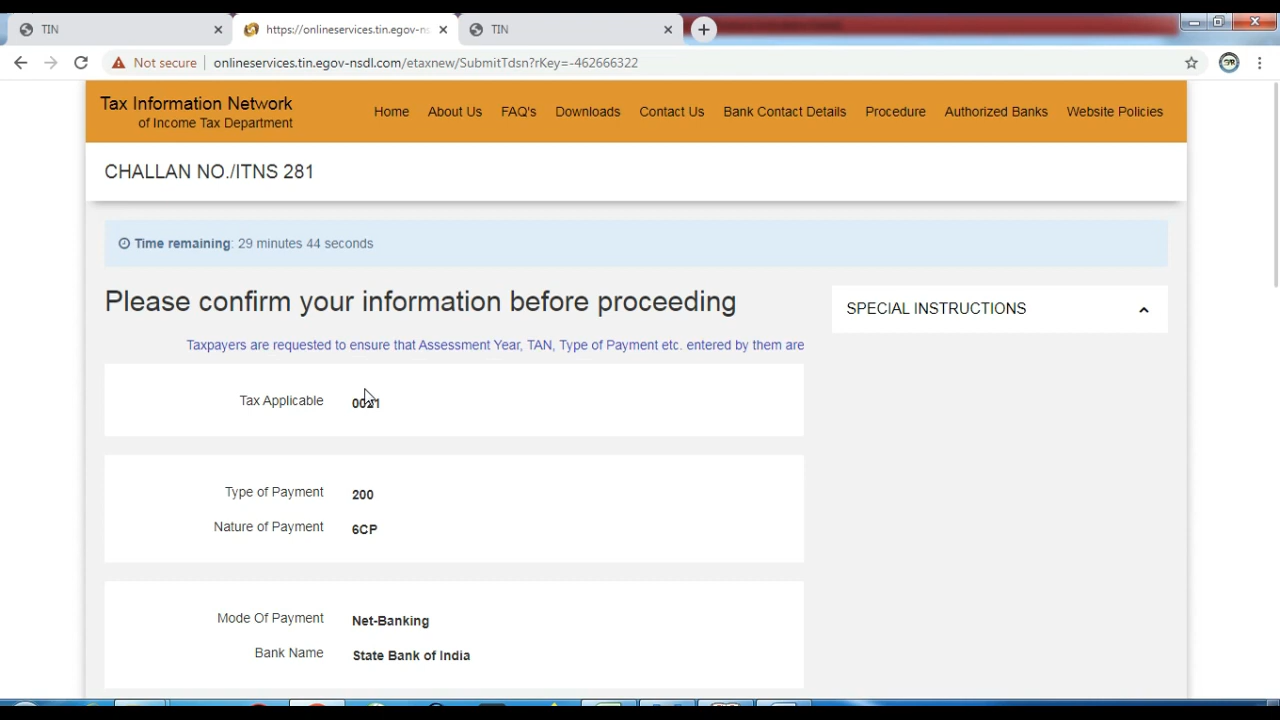 TIN
https://onlineservices.tin.egov-ns
TIN
Not secure
onlineservices.tin.egov-nsdl.com/etaxnew/SubmitTdsn?rKey=-462666322
Tax Information Network
of Income Tax Department
Home About Us FAQ's Downloads Contact Us Bank Contact Details Procedure Authorized Banks Website Policies
CHALLAN NO./ITNS 281
Time remaining: 29 minutes 44 seconds
Please confirm your information before proceeding
SPECIAL INSTRUCTIONS
Taxpayers are requested to ensure that Assessment Year, TAN, Type of Payment etc. entered by them are
Tax Applicable 0021
Type of Payment 200
Nature of Payment 6CP
Mode Of Payment Net-Banking
Bank Name State Bank of India